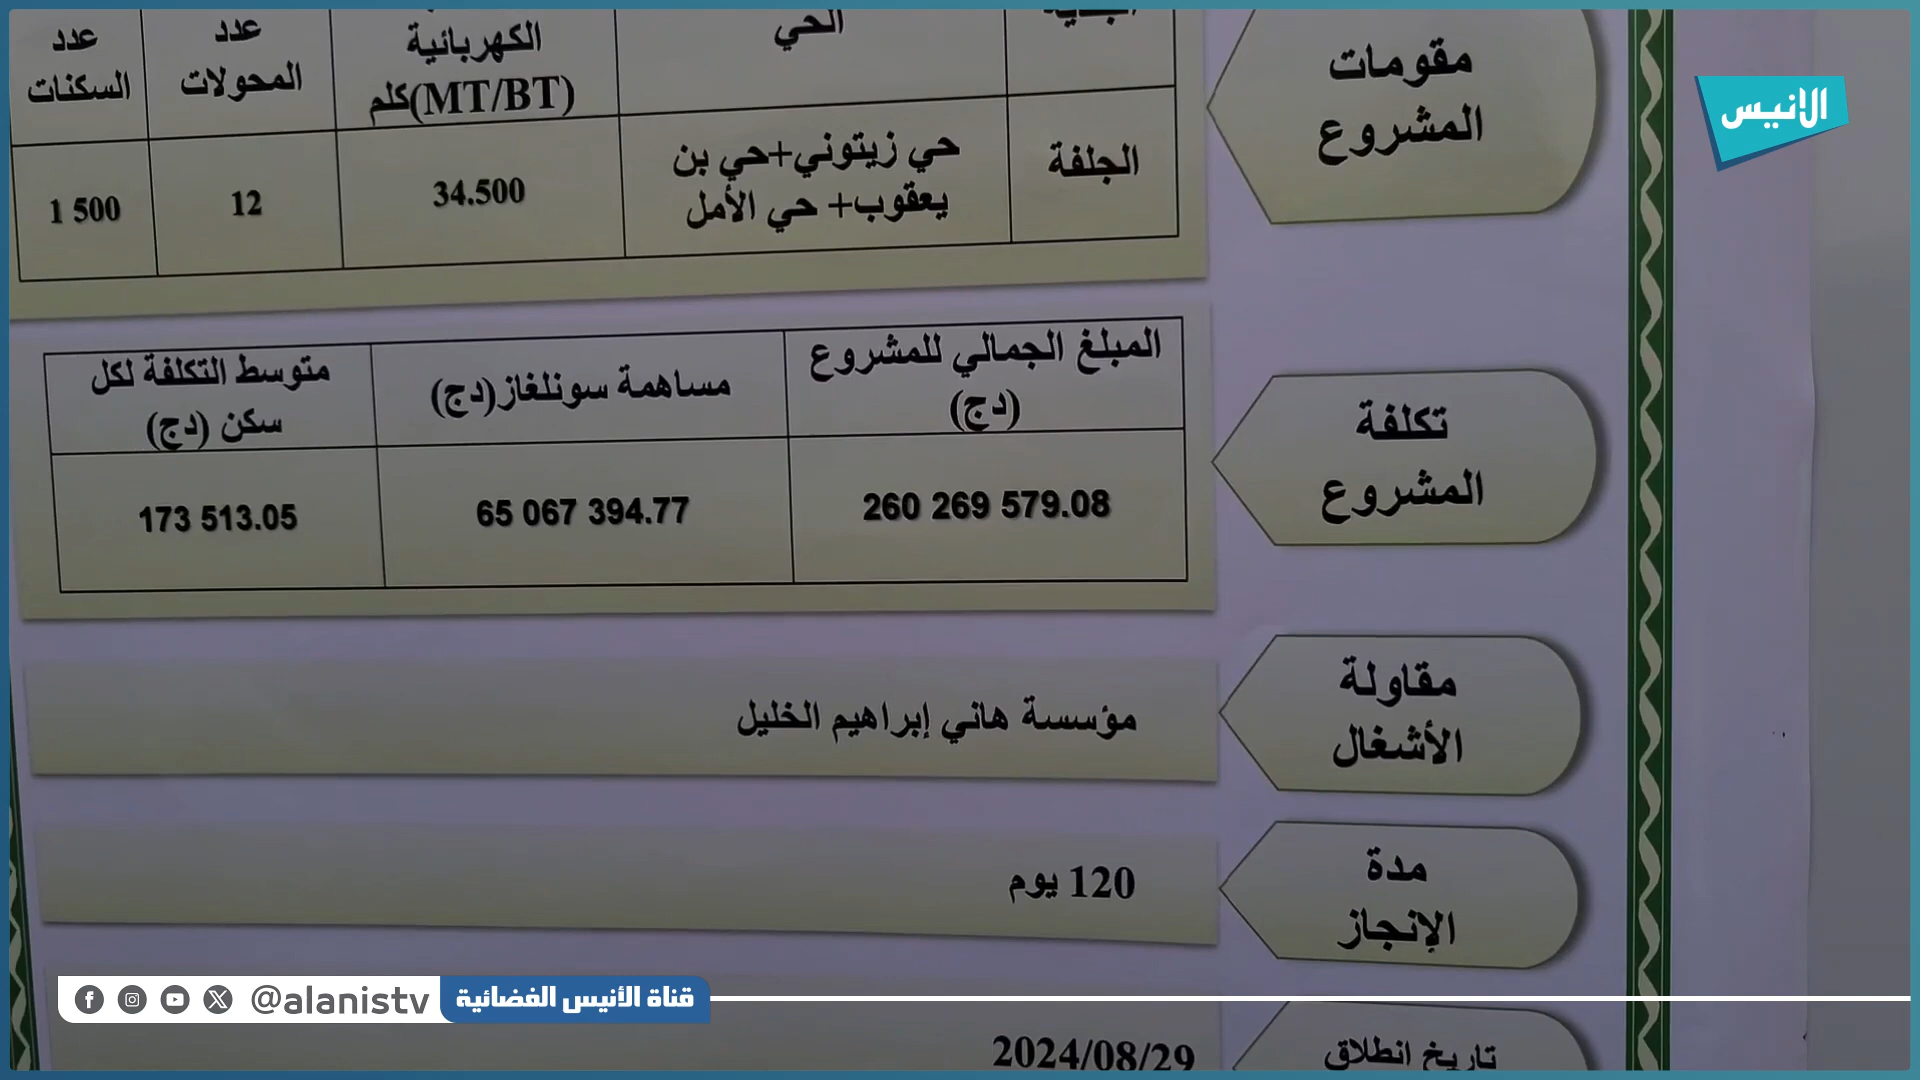 الانيس
مقومات
المشروع
الحي
الكهربائية
(MT/BT)كلم
عدد
المحولات
عدد
السكنات
الجلفة
حي زيتوني+حي بن
يعقوب+ حي الأمل
34.500
12
1 500
تكلفة
المشروع
المبلغ الجمالي للمشروع
(دج)
مساهمة سونلغاز(دج)
متوسط التكلفة لكل
سكن (دج)
260 269 579.08
65 067 394.77
173 513.05
مقاولة
الأشغال
مؤسسة هاني إبراهيم الخليل
مدة
الإنجاز
120 يوم
تاريخ انطلاق
2024/08/29
@alanistv
قناة الأنيس الفضائية